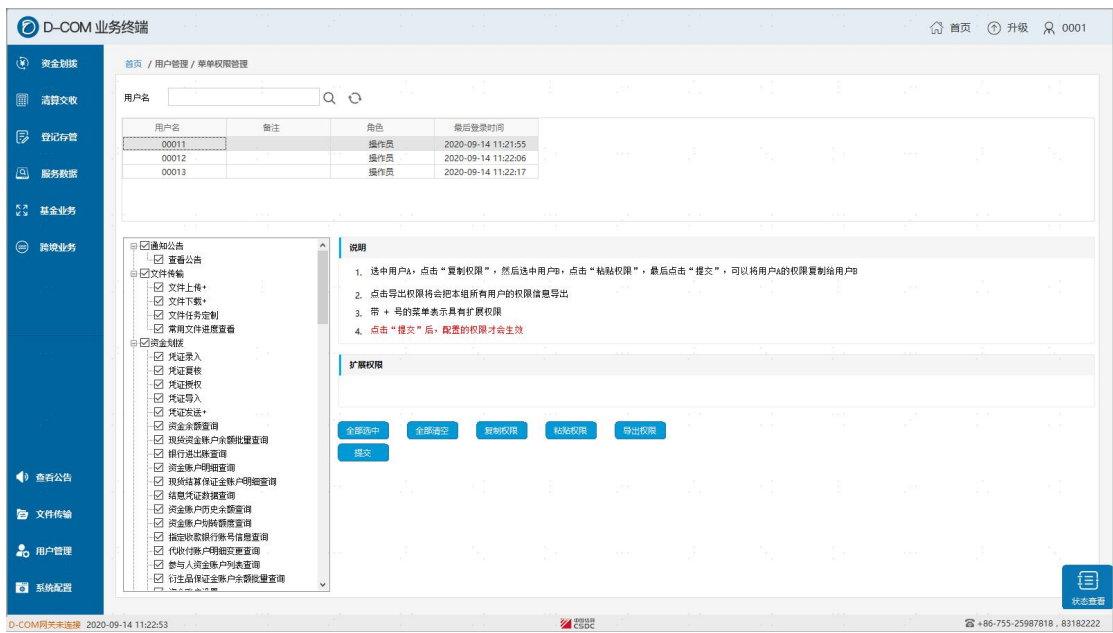 D-COM 业务终端
首页 升级 0001
资金划拨
清算交收
登记存管
服务数据
基金业务
跨境业务
查看公告
文件传输
用户管理
系统配置
首页 / 用户管理 / 菜单权限管理
用户名
用户名 备注 角色 最后登录时间
00011 操作员 2020-09-14 11:21:55
00012 操作员 2020-09-14 11:22:06
00013 操作员 2020-09-14 11:22:17
通知公告
查看公告
文件传输
文件上传+
文件下载+
文件任务定制
常用文件进度查看
资金划拨
凭证录入
凭证复核
凭证授权
凭证导入
凭证发送+
资金余额查询
现货资金账户余额批量查询
银行进出账查询
资金账户明细查询
现货结算保证金账户明细查询
结息凭证数据查询
资金账户历史余额查询
资金账户划转额度查询
指定收款银行账号信息查询
代收付账户明细变更查询
参与人资金账户列表查询
衍生品保证金账户余额批量查询
说明
1. 选中用户A，点击“复制权限”，然后选中用户B，点击“粘贴权限”，最后点击“提交”，可以将用户A的权限复制给用户B
2. 点击导出权限将会把本组所有用户的权限信息导出
3. 带 + 号的菜单表示具有扩展权限
4. 点击“提交”后，配置的权限才会生效
扩展权限
全部选中 全部清空 复制权限 粘贴权限 导出权限
提交
状态查看
D-COM网关未连接 2020-09-14 11:22:53
中国结算
CSDC
+86-755-25987818 , 83182222